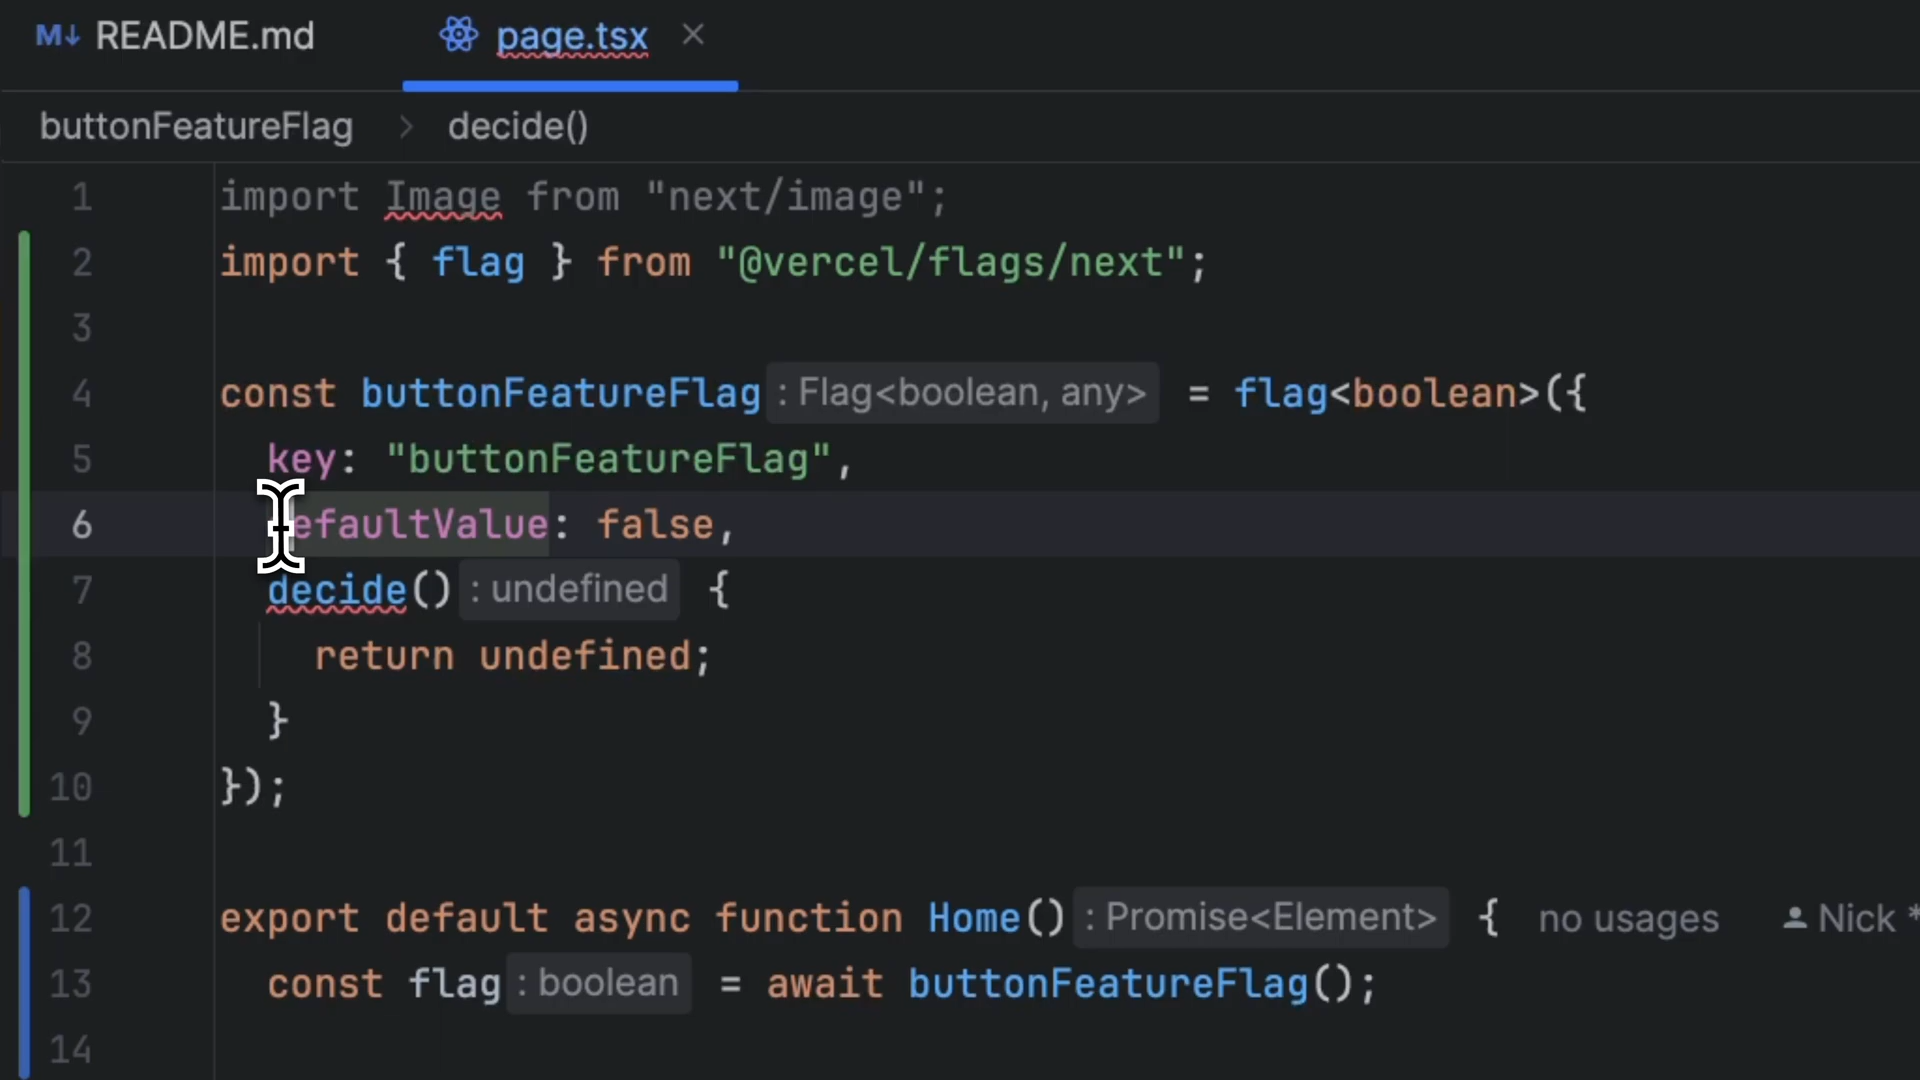 M↓ README.md
page.tsx ×
buttonFeatureFlag > decide()
1 import Image from "next/image";
2 import { flag } from "@vercel/flags/next";
3
4 const buttonFeatureFlag : Flag<boolean, any> = flag<boolean>({
5 key: "buttonFeatureFlag",
6 defaultValue: false,
7 decide() : undefined {
8 return undefined;
9 }
10 });
11
12 export default async function Home() : Promise<Element> { no usages Nick *
13 const flag : boolean = await buttonFeatureFlag();
14